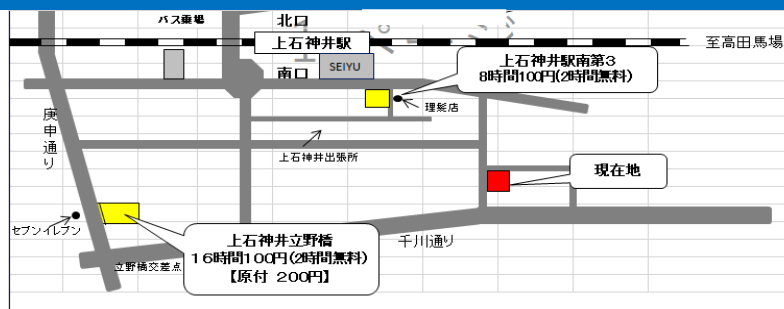 バス乗場
北口
上石神井駅
至高田馬場
南口
SEIYU
上石神井駅南第3
8時間100円(2時間無料)
理髪店
庚申通り
上石神井出張所
現在地
セブンイレブン
上石神井立野橋
16時間100円(2時間無料)
【原付 200円】
千川通り
立野橋交差点